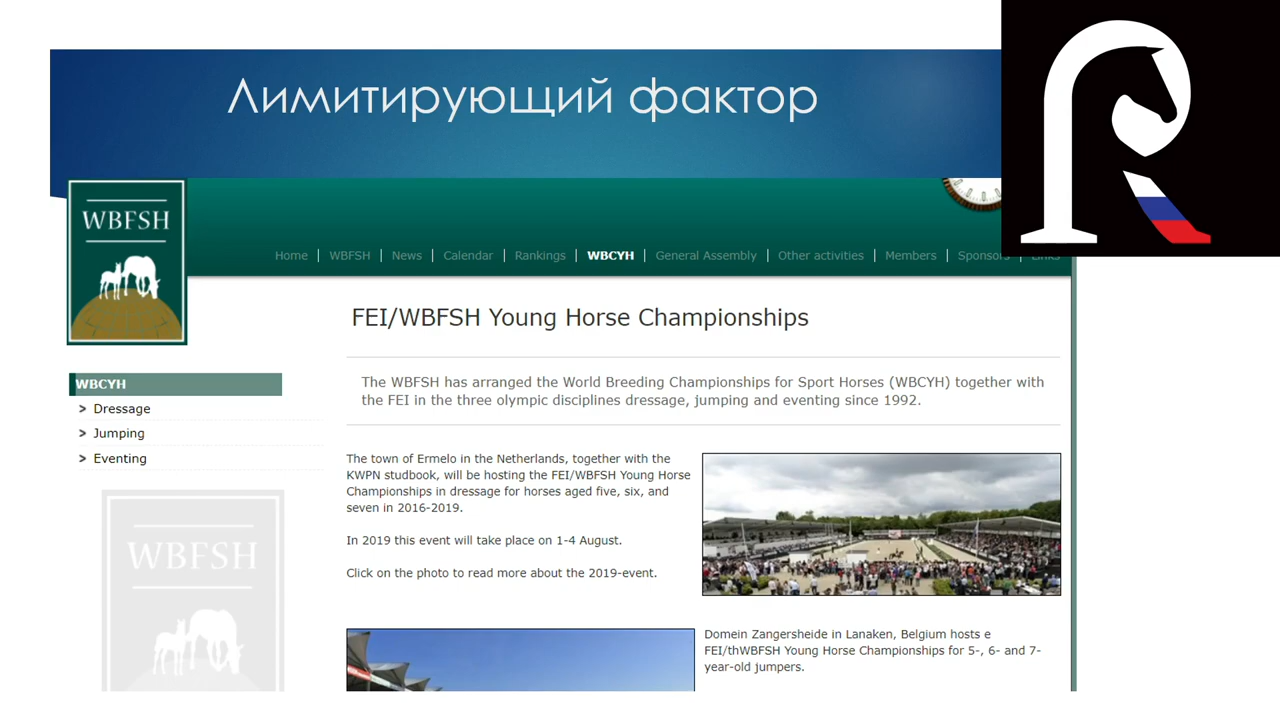 Лимитирующий фактор
WBFSH
Home | WBFSH | News | Calendar | Rankings | WBCYH | General Assembly | Other activities | Members | Sponsors | Links
FEI/WBFSH Young Horse Championships
WBCYH
> Dressage
> Jumping
> Eventing
The WBFSH has arranged the World Breeding Championships for Sport Horses (WBCYH) together with
the FEI in the three olympic disciplines dressage, jumping and eventing since 1992.
The town of Ermelo in the Netherlands, together with the
KWPN studbook, will be hosting the FEI/WBFSH Young Horse
Championships in dressage for horses aged five, six, and
seven in 2016-2019.
In 2019 this event will take place on 1-4 August.
Click on the photo to read more about the 2019-event.
WBFSH
Domein Zangersheide in Lanaken, Belgium hosts e
FEI/thWBFSH Young Horse Championships for 5-, 6- and 7-
year-old jumpers.